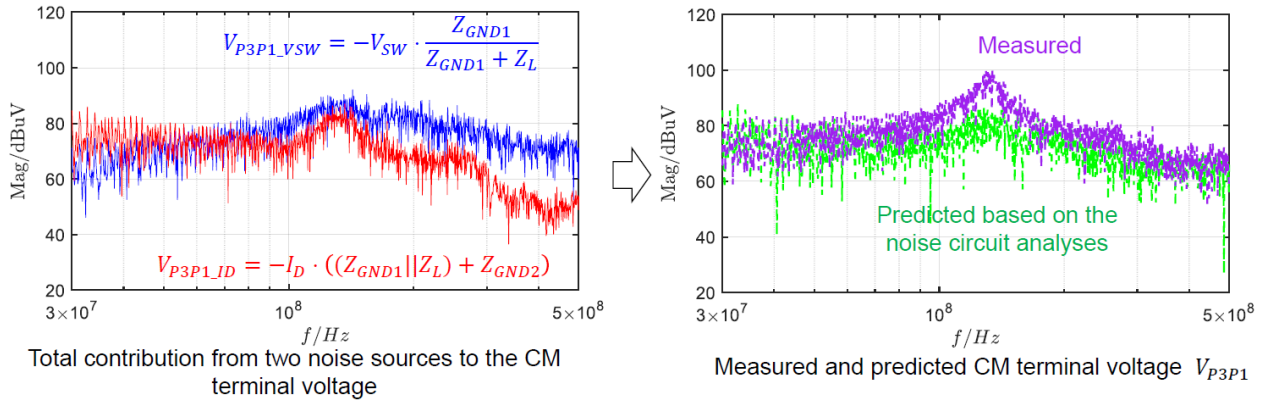 V_{P3P1_VSW} = −V_{SW} · \frac{Z_{GND1}}{Z_{GND1} + Z_L}
120
100
80
60
40
20
Mag/dBuV
V_{P3P1_ID} = −I_D · ((Z_{GND1}||Z_L) + Z_{GND2})
3×10^7
10^8
5×10^8
f/Hz
Total contribution from two noise sources to the CM
terminal voltage
Measured
120
100
80
60
40
20
Mag/dBuV
Predicted based on the
noise circuit analyses
3×10^7
10^8
5×10^8
f/Hz
Measured and predicted CM terminal voltage V_{P3P1}